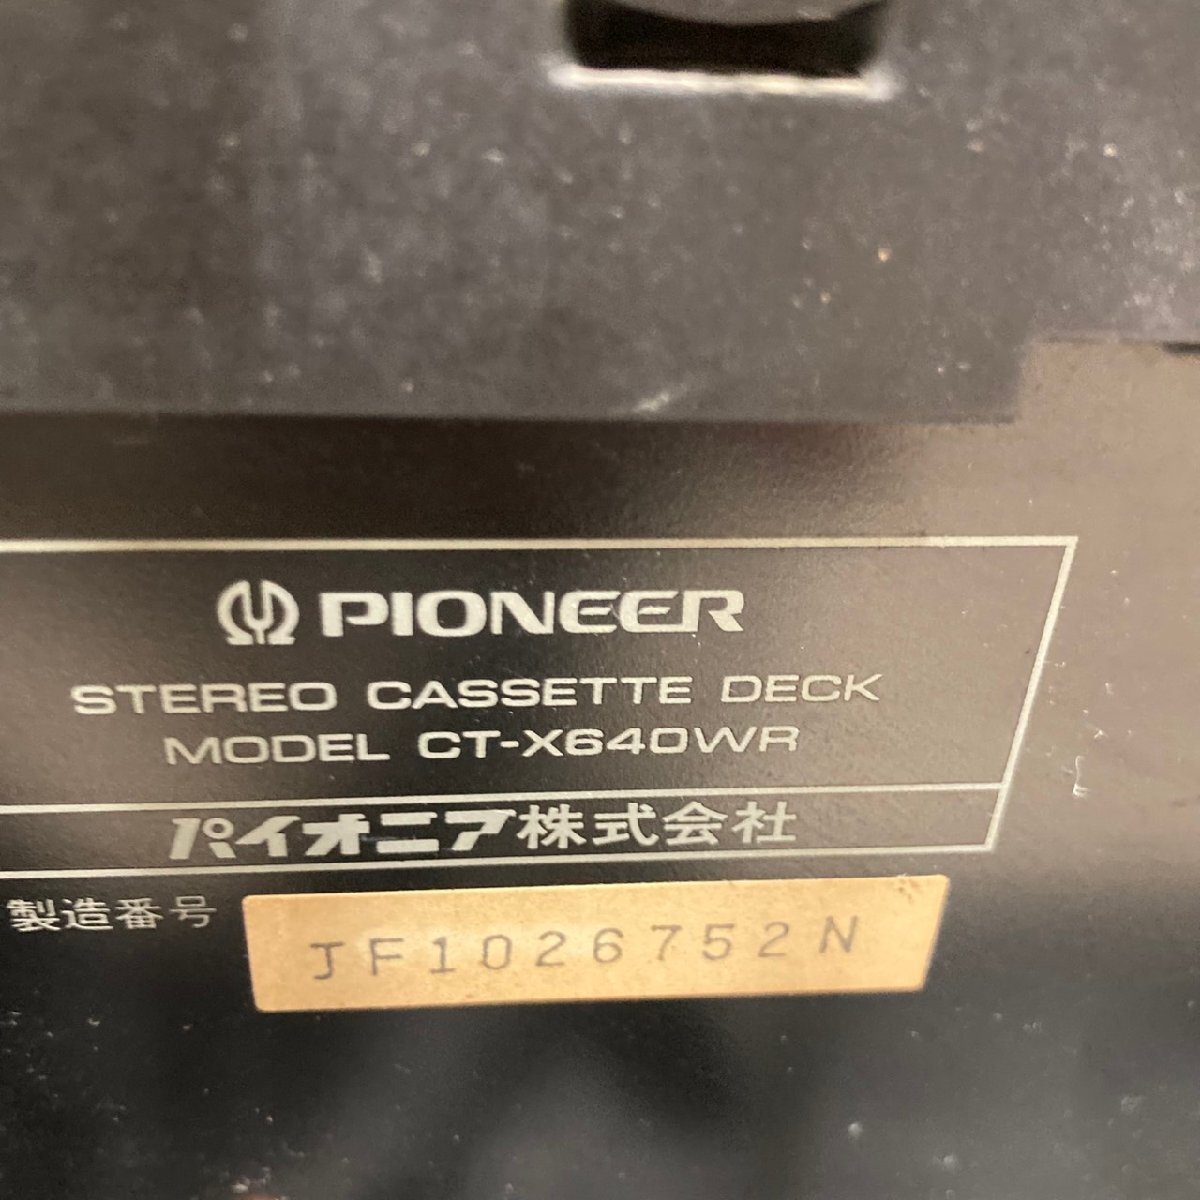 PIONEER
STEREO CASSETTE DECK
MODEL CT-X640WR
パイオニア株式会社
製造番号 JF1026752N